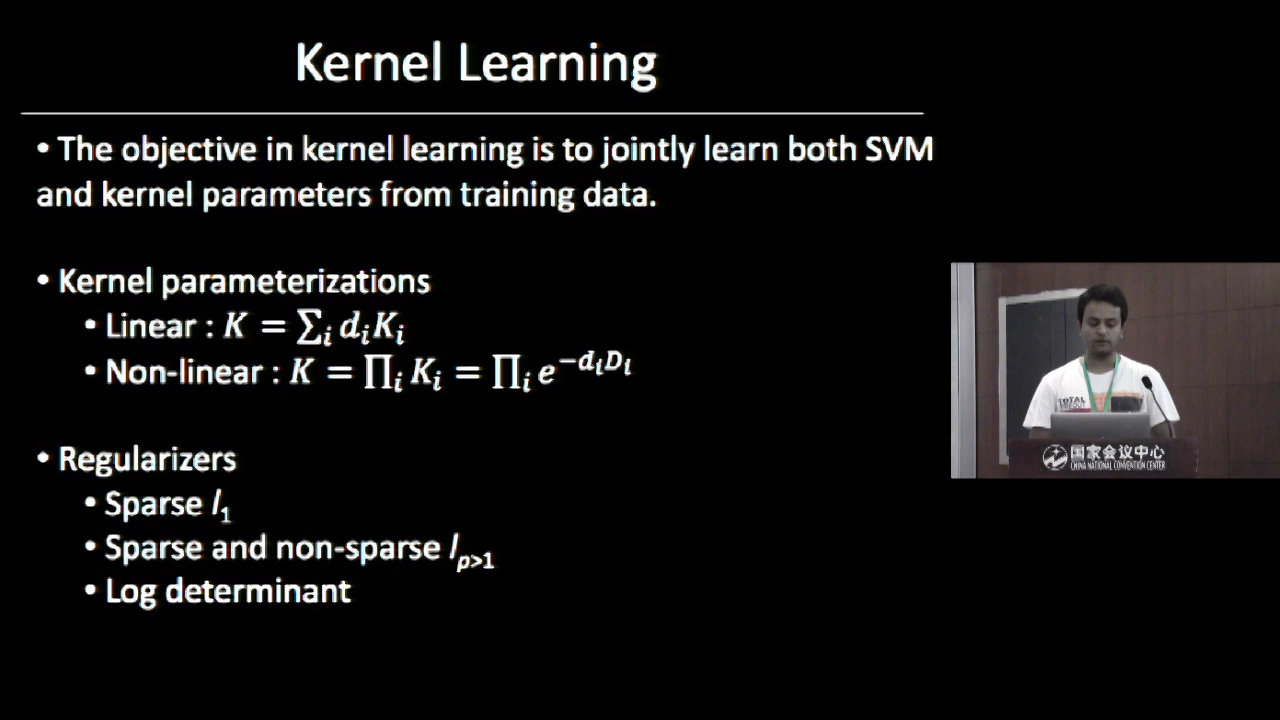 Kernel Learning
• The objective in kernel learning is to jointly learn both SVM
and kernel parameters from training data.
• Kernel parameterizations
• Linear : K = ∑ᵢ dᵢKᵢ
• Non-linear : K = ∏ᵢ Kᵢ = ∏ᵢ e^{−dᵢDᵢ}
• Regularizers
• Sparse l₁
• Sparse and non-sparse l_{p>1}
• Log determinant
TOTAL
国家会议中心
CHINA NATIONAL CONVENTION CENTER